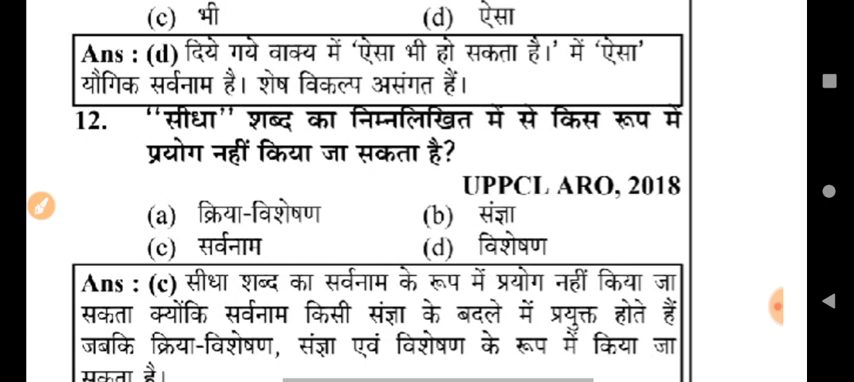 (c) भी (d) ऐसा
Ans : (d) दिये गये वाक्य में ‘ऐसा भी हो सकता है।’ में ‘ऐसा’
यौगिक सर्वनाम है। शेष विकल्प असंगत हैं।
12. ‘‘सीधा’’ शब्द का निम्नलिखित में से किस रूप में
प्रयोग नहीं किया जा सकता है?
UPPCL ARO, 2018
(a) क्रिया-विशेषण (b) संज्ञा
(c) सर्वनाम (d) विशेषण
Ans : (c) सीधा शब्द का सर्वनाम के रूप में प्रयोग नहीं किया जा
सकता क्योंकि सर्वनाम किसी संज्ञा के बदले में प्रयुक्त होते हैं
जबकि क्रिया-विशेषण, संज्ञा एवं विशेषण के रूप में किया जा
सकता है।